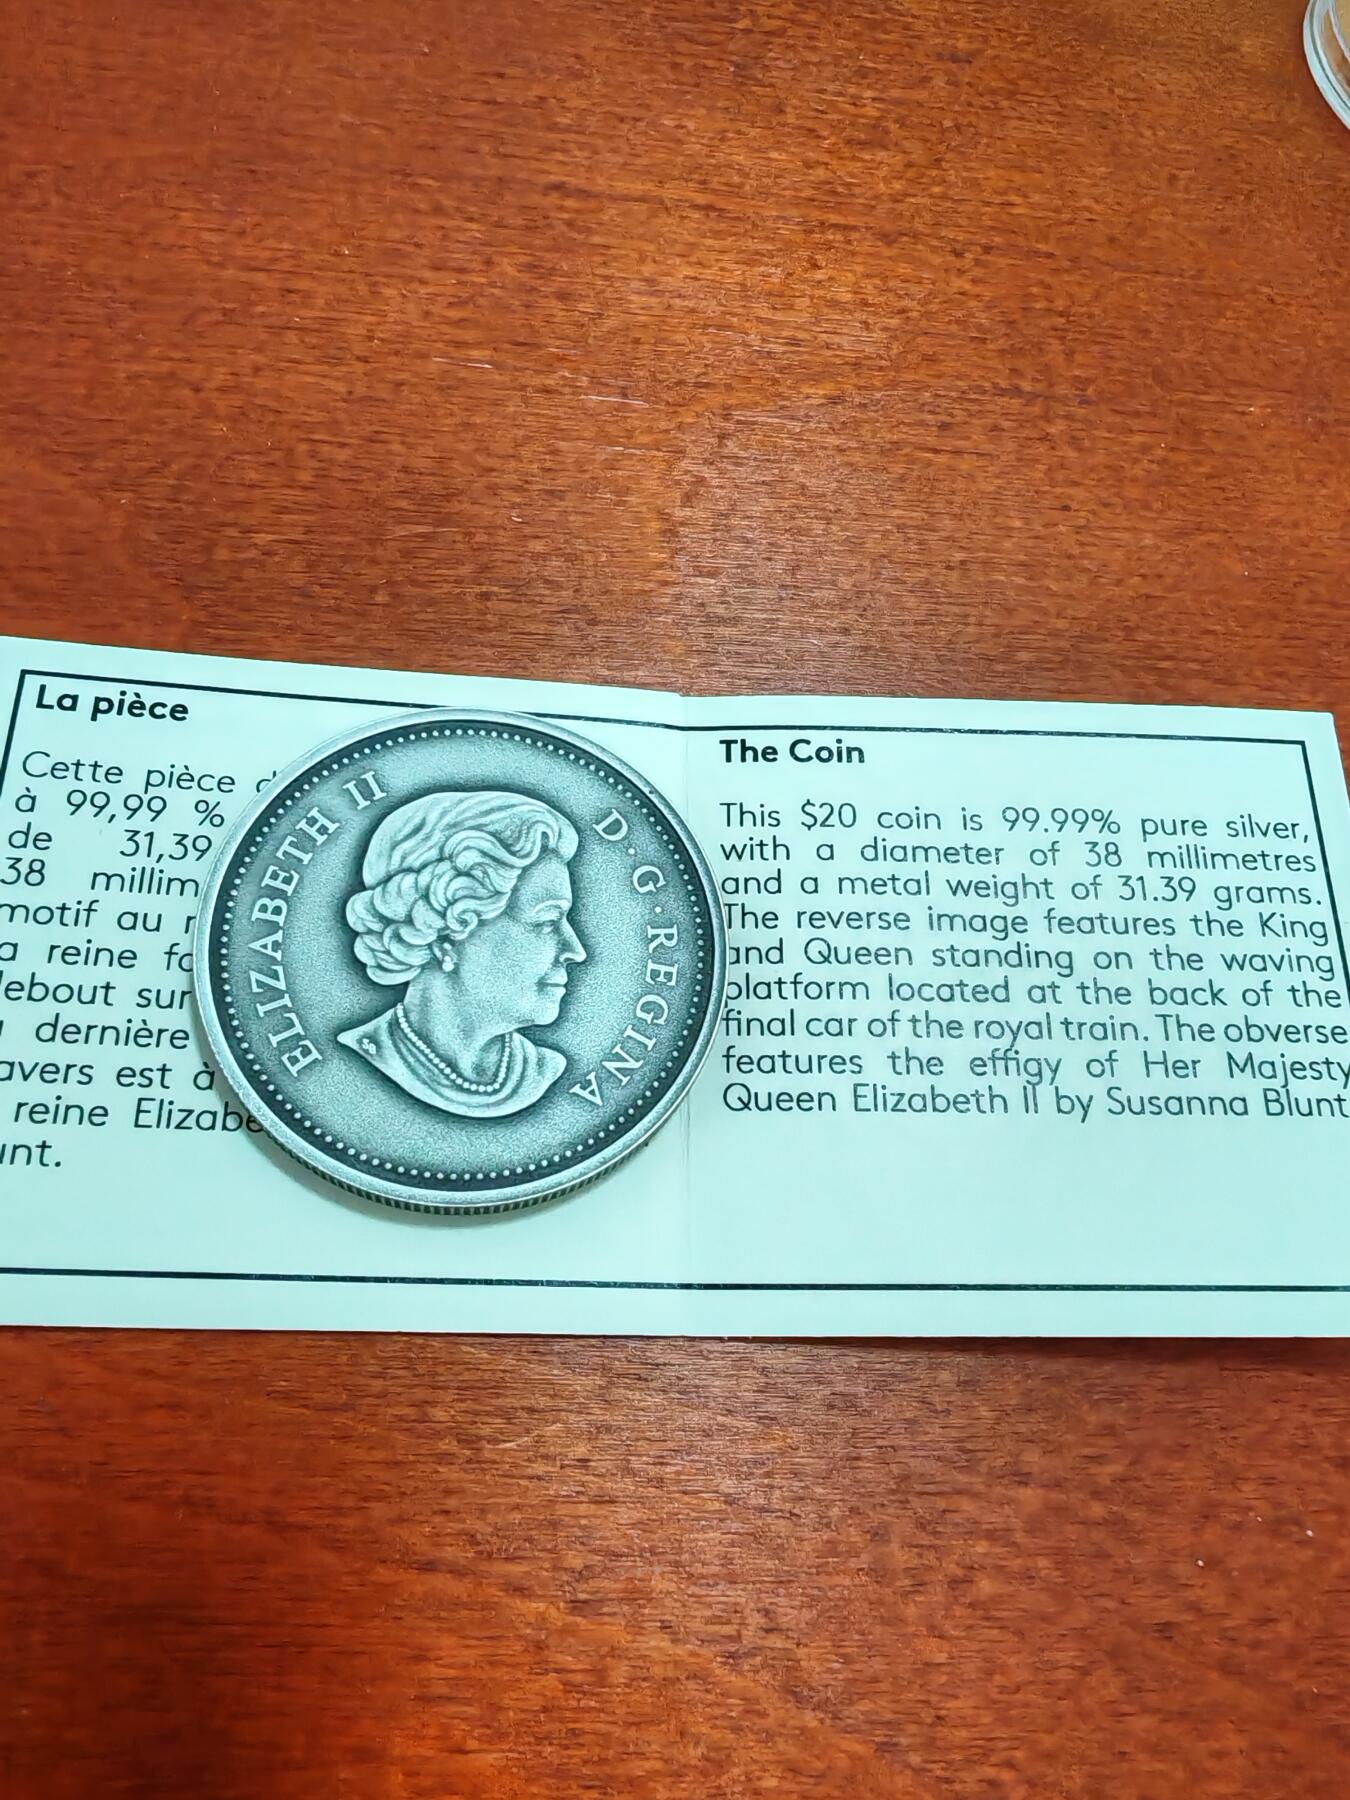 La pièce
Cette pièce
à 99,99 %
de 31,39
38 millim
motif au
reine
debout sur
dernière
avers est à
reine Elizabe
unt.
ELIZABETH II
D·G·REGINA
The Coin
This $20 coin is 99.99% pure silver,
with a diameter of 38 millimetres
and a metal weight of 31.39 grams.
The reverse image features the King
and Queen standing on the waving
platform located at the back of the
final car of the royal train. The obverse
features the effigy of Her Majesty
Queen Elizabeth II by Susanna Blunt